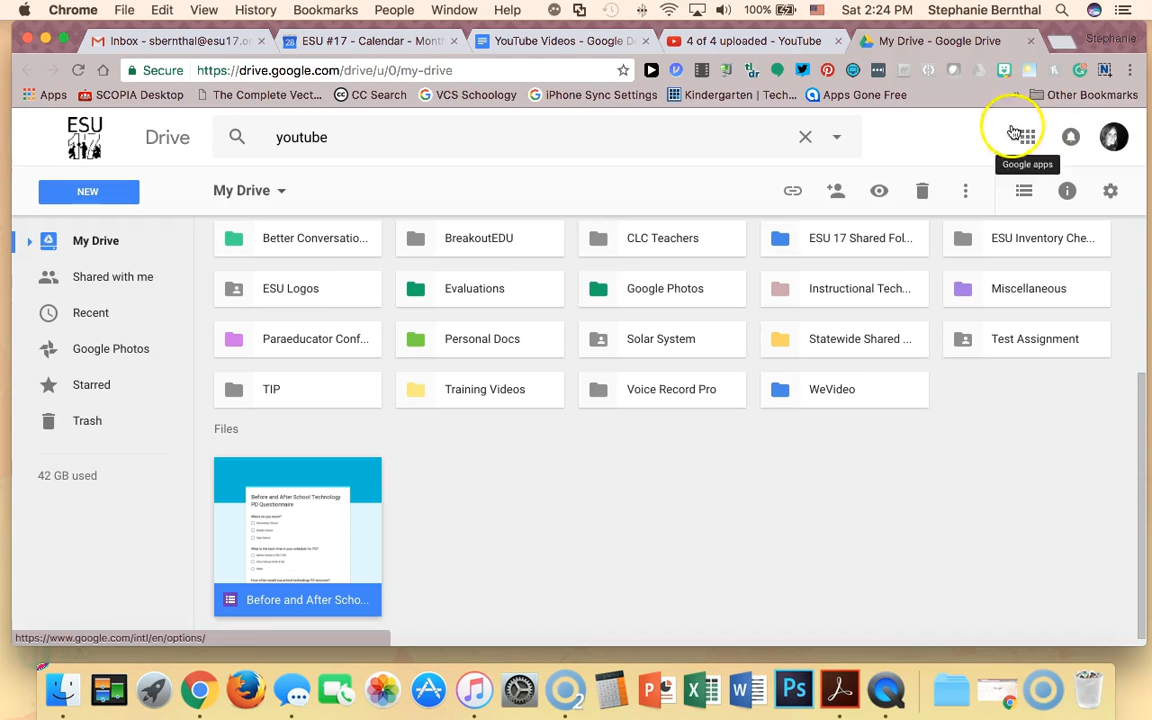 Chrome File Edit View History Bookmarks People Window Help 100% Sat 2:24 PM Stephanie Bernthal
Inbox - sbernthal@esu17.or × ESU #17 - Calendar - Mont × YouTube Videos - Google D × 4 of 4 uploaded - YouTube × My Drive - Google Drive × Stephanie
Secure https://drive.google.com/drive/u/0/my-drive
Apps SCOPIA Desktop The Complete Vect... CC Search VCS Schoology iPhone Sync Settings Kindergarten | Tech... Apps Gone Free » Other Bookmarks
ESU 17 Drive youtube
Google apps
NEW My Drive
My Drive
Shared with me
Recent
Google Photos
Starred
Trash
42 GB used
Better Conversatio... BreakoutEDU CLC Teachers ESU 17 Shared Fol... ESU Inventory Che...
ESU Logos Evaluations Google Photos Instructional Tech... Miscellaneous
Paraeducator Conf... Personal Docs Solar System Statewide Shared ... Test Assignment
TIP Training Videos Voice Record Pro WeVideo
Files
Before and After School Technology
PD Questionnaire
Before and After Scho...
https://www.google.com/intl/en/options/